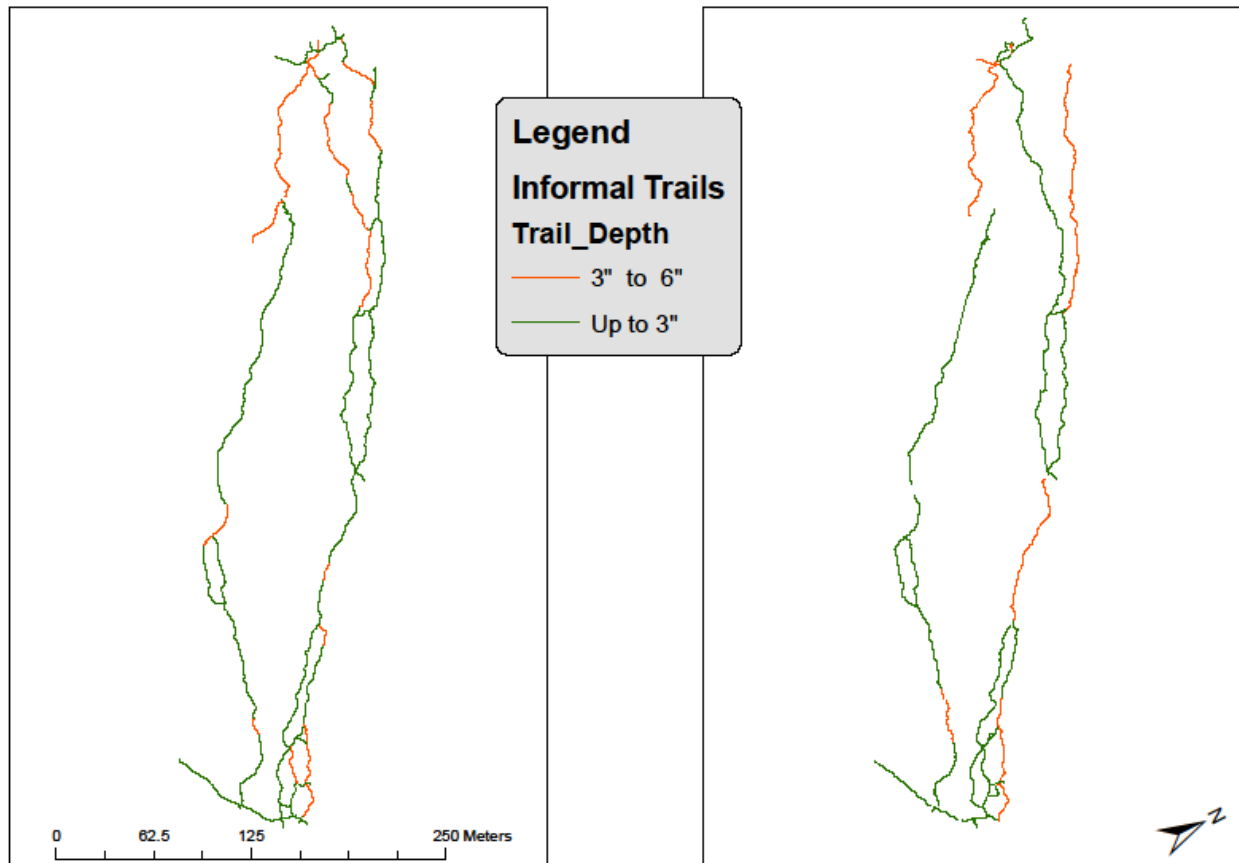 Legend
Informal Trails
Trail_Depth
3" to 6"
Up to 3"
0 62.5 125 250 Meters
N